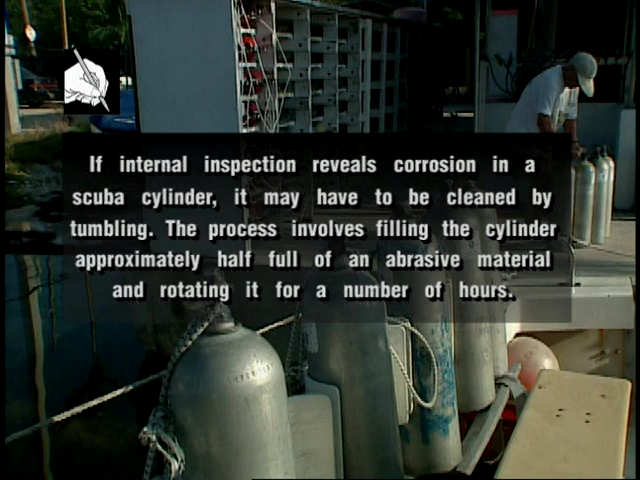 If internal inspection reveals corrosion in a
scuba cylinder, it may have to be cleaned by
tumbling. The process involves filling the cylinder
approximately half full of an abrasive material
and rotating it for a number of hours.